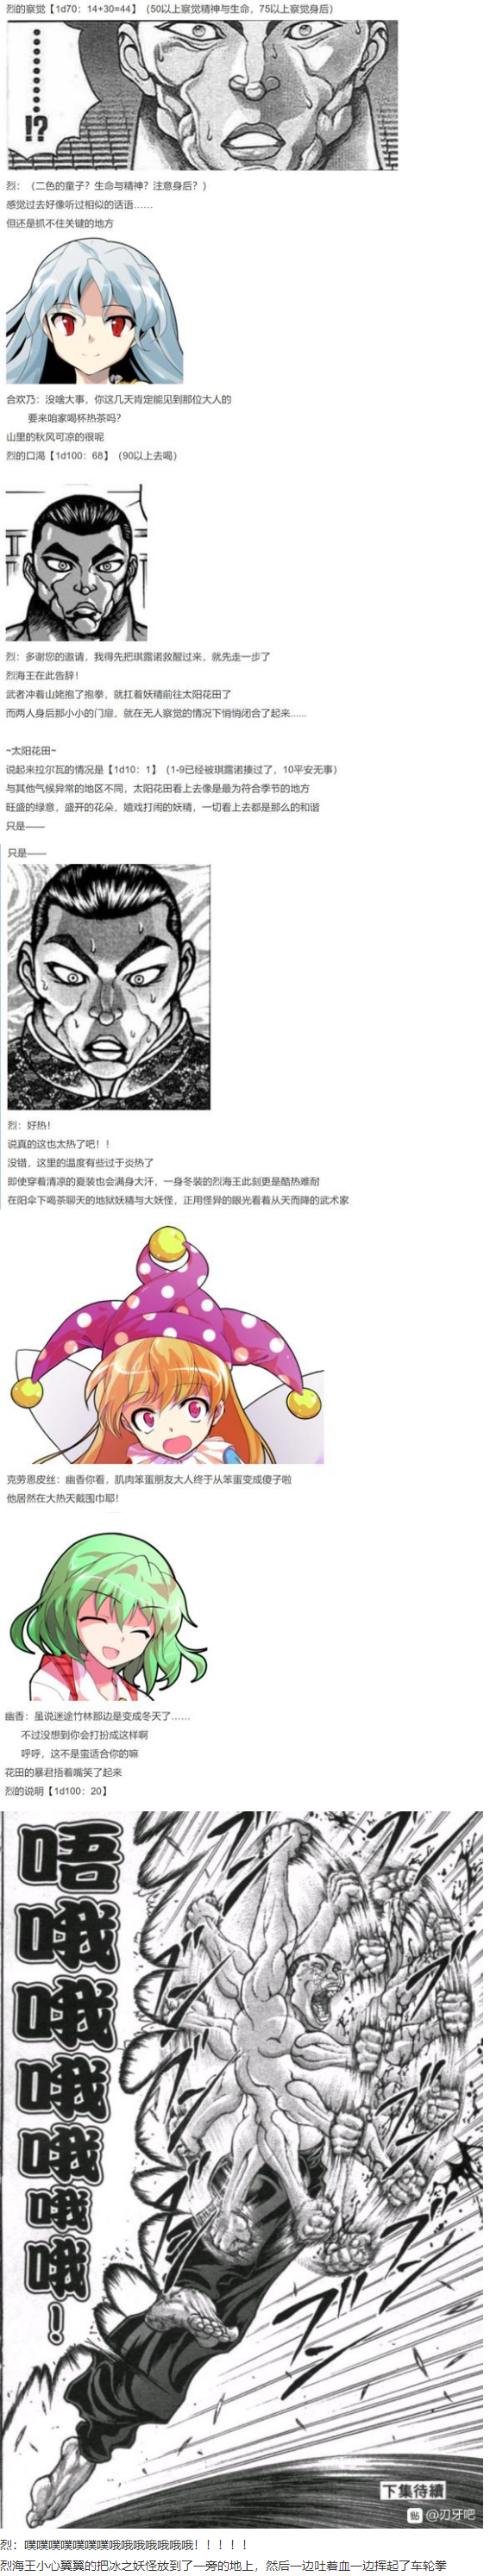 烈的察觉【1d70：14+30=44】（50以上察觉精神与生命，75以上察觉身后）
………
!?
烈：（二色的童子？生命与精神？注意身后？）
感觉过去好像听过相似的话语……
但还是抓不住关键的地方
合欢乃：没啥大事，你这几天肯定能见到那位大人的
要来咱家喝杯热茶吗？
山里的秋风可凉的很呢
烈的口渴【1d100：68】（90以上去喝）
烈：多谢您的邀请，我得先把琪露诺救醒过来，就先走一步了
烈海王在此告辞！
武者冲着山姥抱了抱拳，就扛着妖精前往太阳花田了
而两人身后那小小的门扉，就在无人察觉的情况下悄悄闭合了起来……
~太阳花田~
说起来拉尔瓦的情况是【1d10：1】（1-9已经被琪露诺揍过了，10平安无事）
与其他气候异常的地区不同，太阳花田看上去像是最为符合季节的地方
旺盛的绿意，盛开的花朵，嬉戏打闹的妖精，一切看上去都是那么的和谐
只是——
只是——
烈：好热！
说真的这也太热了吧！！
没错，这里的温度有些过于炎热了
即使穿着清凉的夏装也会满身大汗，一身冬装的烈海王此刻更是酷热难耐
在阳伞下喝茶聊天的地狱妖精与大妖怪，正用怪异的眼光看着从天而降的武术家
克劳恩皮丝：幽香你看，肌肉笨蛋朋友大人终于从笨蛋变成傻子啦
他居然在大热天戴围巾耶！
幽香：虽说迷途竹林那边是变成冬天了……
不过没想到你会打扮成这样啊
呼呼，这不是蛮适合你的嘛
花田的暴君捂着嘴笑了起来
烈的说明【1d100：20】
唔哦哦哦哦哦哦！
下集待續
贴 @刃牙吧
烈：噗噗噗噗噗噗噗哦哦哦哦哦哦哦！！！！！
烈海王小心翼翼的把冰之妖怪放到了一旁的地上，然后一边吐着血一边挥起了车轮拳